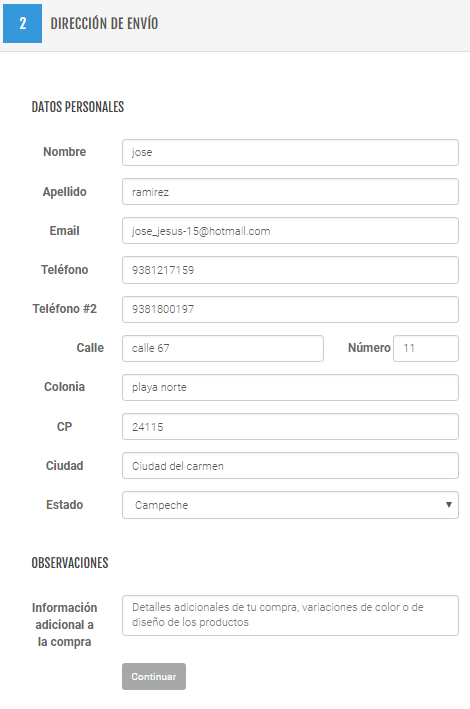 2 DIRECCIÓN DE ENVÍO
DATOS PERSONALES
Nombre jose
Apellido ramirez
Email jose_jesus-15@hotmail.com
Teléfono 9381217159
Teléfono #2 9381800197
Calle calle 67 Número 11
Colonia playa norte
CP 24115
Ciudad Ciudad del carmen
Estado Campeche
OBSERVACIONES
Información
adicional a
la compra
Detalles adicionales de tu compra, variaciones de color o de
diseño de los productos
Continuar